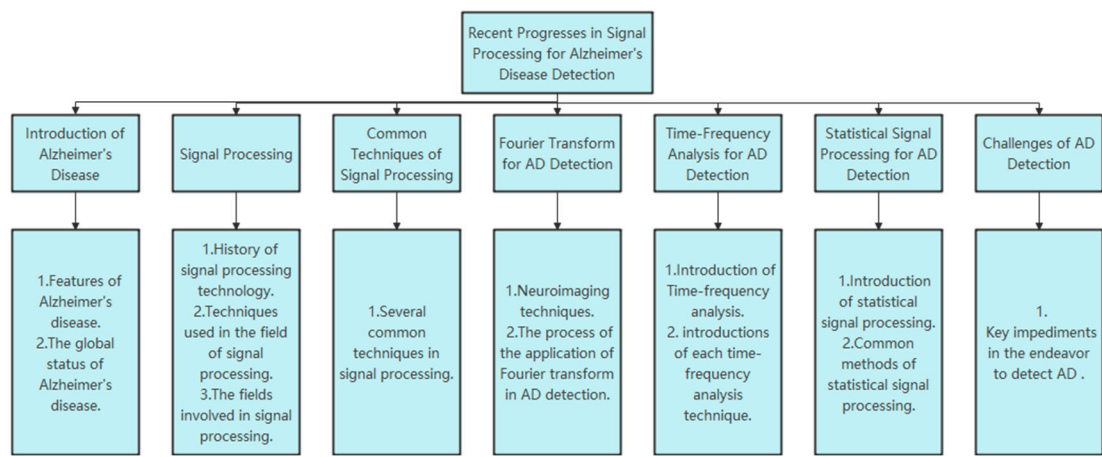 Recent Progresses in Signal
Processing for Alzheimer's
Disease Detection
Introduction of
Alzheimer's
Disease
Signal Processing
Common
Techniques of
Signal Processing
Fourier Transform
for AD Detection
Time-Frequency
Analysis for AD
Detection
Statistical Signal
Processing for AD
Detection
Challenges of AD
Detection
1.Features of
Alzheimer's
disease.
2.The global
status of
Alzheimer's
disease.
1.History of
signal processing
technology.
2.Techniques
used in the field
of signal
processing.
3.The fields
involved in signal
processing.
1.Several
common
techniques in
signal processing.
1.Neuroimaging
techniques.
2.The process of
the application of
Fourier transform
in AD detection.
1.Introduction of
Time-frequency
analysis.
2. introductions
of each time-
frequency
analysis
technique.
1.Introduction
of statistical
signal processing.
2.Common
methods of
statistical signal
processing.
1.
Key impediments
in the endeavor
to detect AD .